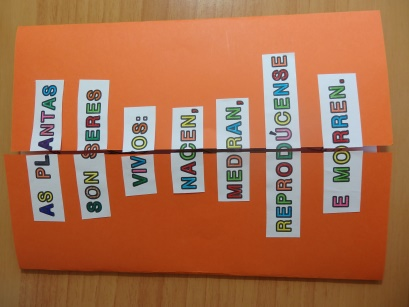 AS PLANTAS
SON SERES
VIVOS:
NACEN,
MEDRAN,
REPRODÚCENSE
E MORREN.